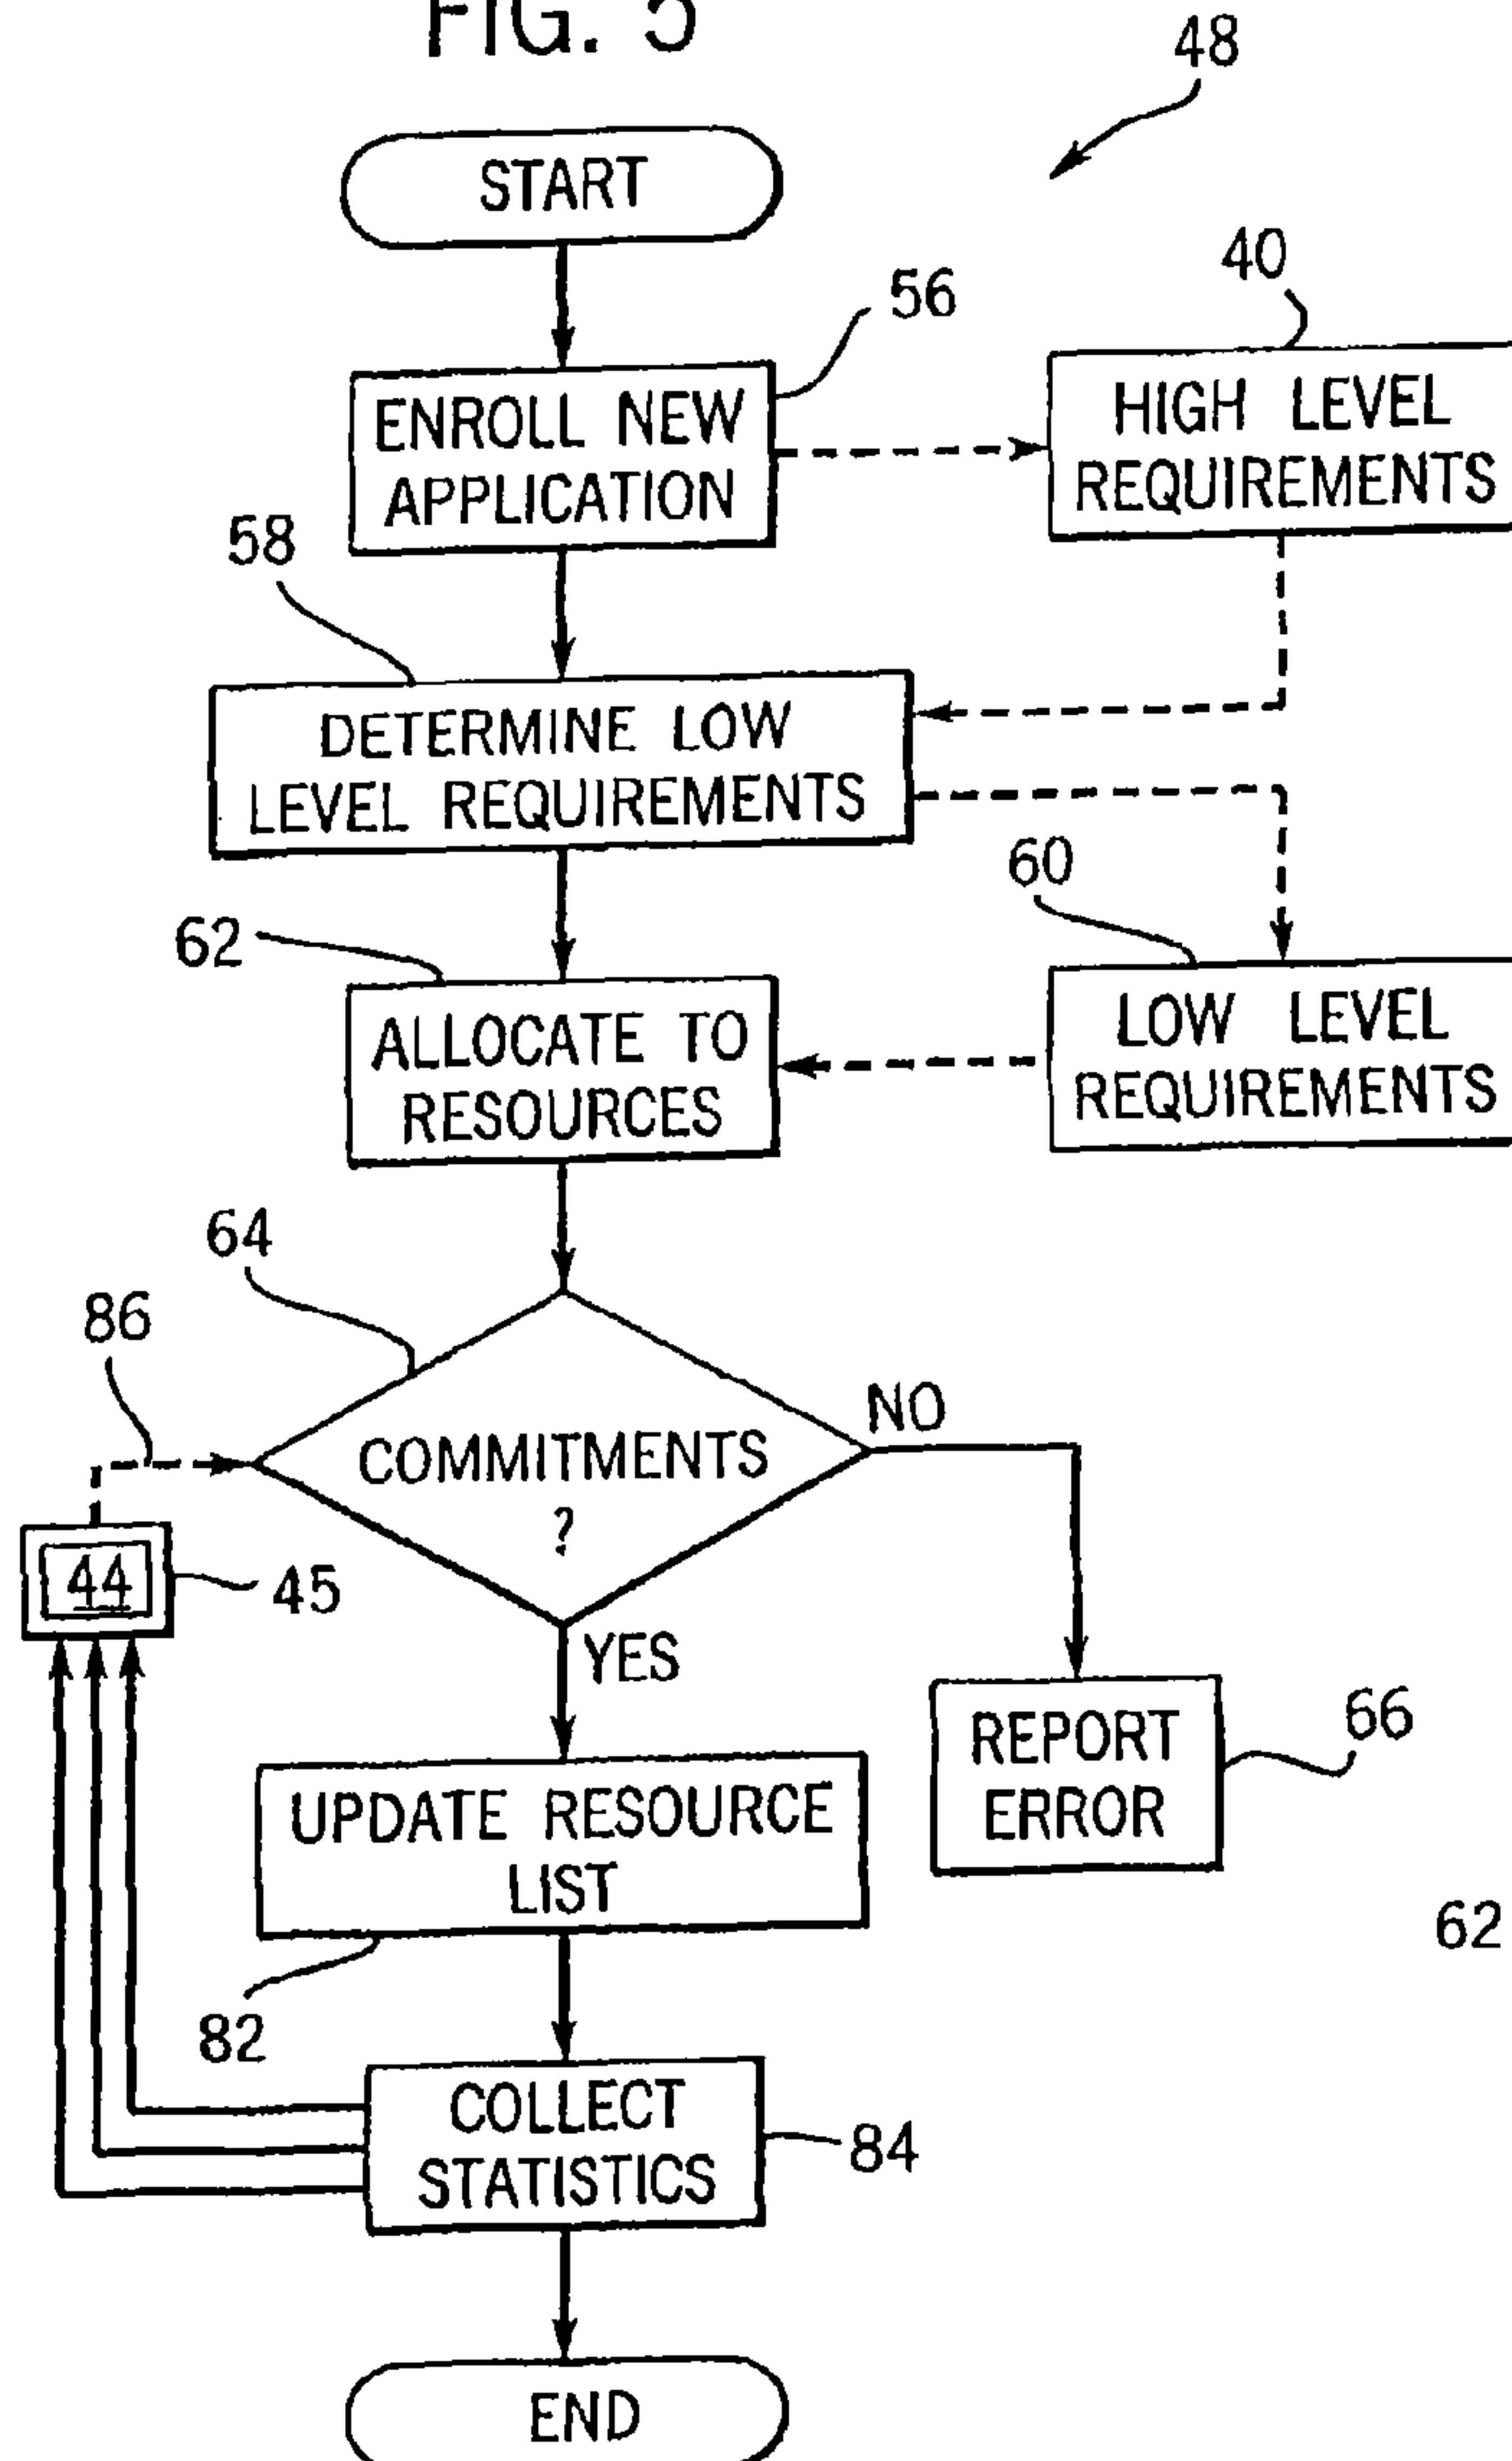 FIG. 5
48
START
40
56
ENROLL NEW
APPLICATION
HIGH LEVEL
REQUIREMENTS
58
DETERMINE LOW
LEVEL REQUIREMENTS
60
62
ALLOCATE TO
RESOURCES
LOW LEVEL
REQUIREMENTS
64
86
NO
COMMITMENTS
?
44
45
YES
66
REPORT
ERROR
UPDATE RESOURCE
LIST
62
82
COLLECT
STATISTICS
84
END